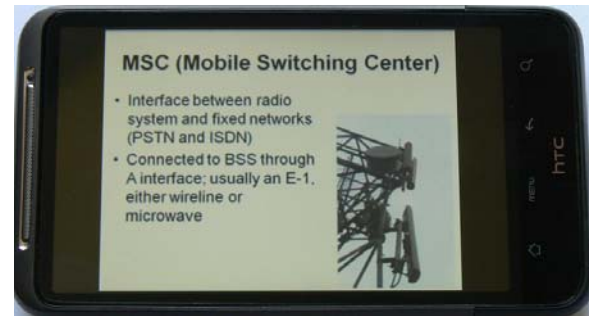 MSC (Mobile Switching Center)
• Interface between radio
system and fixed networks
(PSTN and ISDN)
• Connected to BSS through
A interface; usually an E-1,
either wireline or
microwave
MENU
hTC